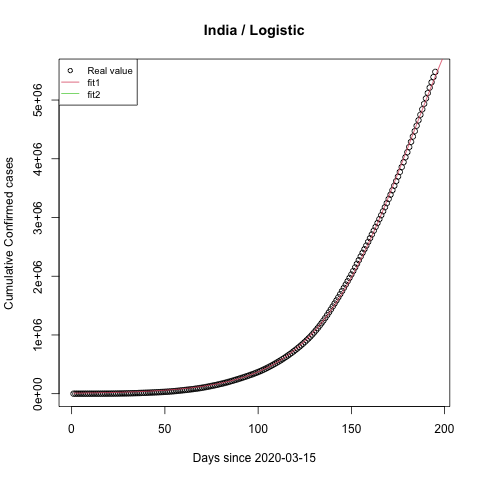 India / Logistic
Real value
fit1
fit2
Cumulative Confirmed cases
5e+06
4e+06
3e+06
2e+06
1e+06
0e+00
0 50 100 150 200
Days since 2020-03-15